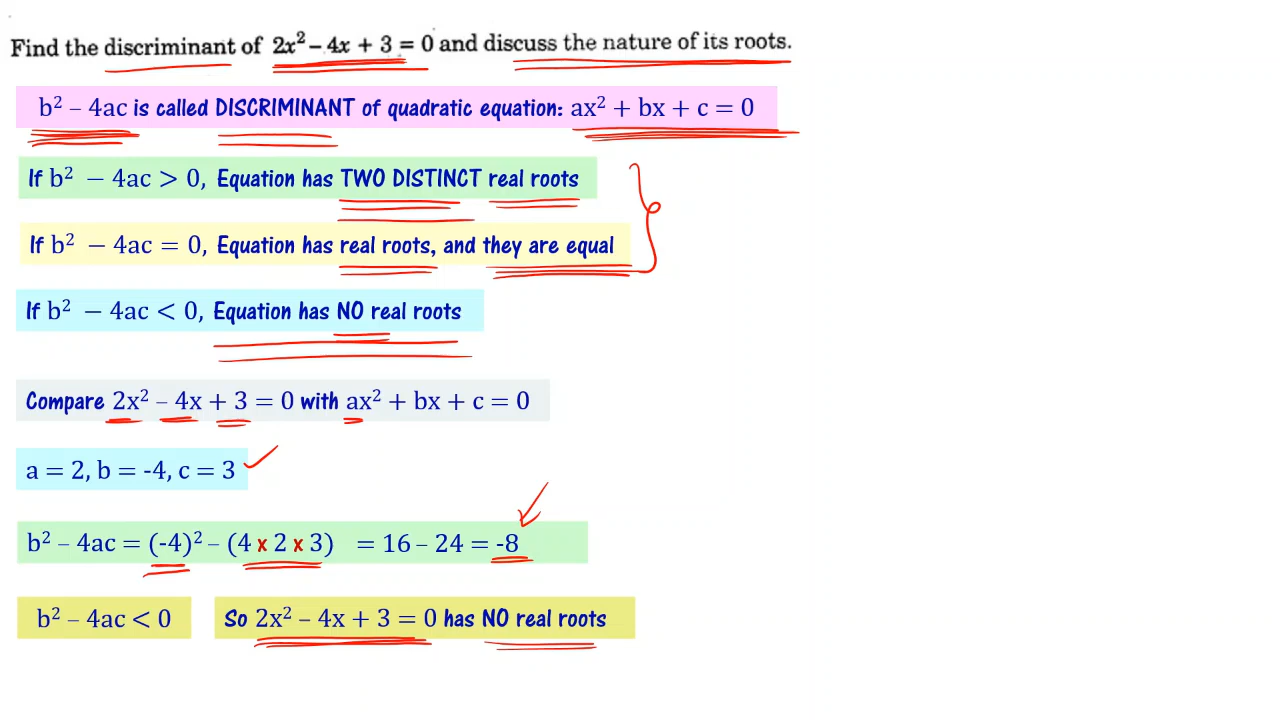 Find the discriminant of 2x² – 4x + 3 = 0 and discuss the nature of its roots.
b² – 4ac is called DISCRIMINANT of quadratic equation: ax² + bx + c = 0
If b² − 4ac > 0, Equation has TWO DISTINCT real roots
If b² − 4ac = 0, Equation has real roots, and they are equal
If b² − 4ac < 0, Equation has NO real roots
Compare 2x² – 4x + 3 = 0 with ax² + bx + c = 0
a = 2, b = -4, c = 3
b² – 4ac = (-4)² – (4 x 2 x 3) = 16 – 24 = -8
b² – 4ac < 0 So 2x² – 4x + 3 = 0 has NO real roots